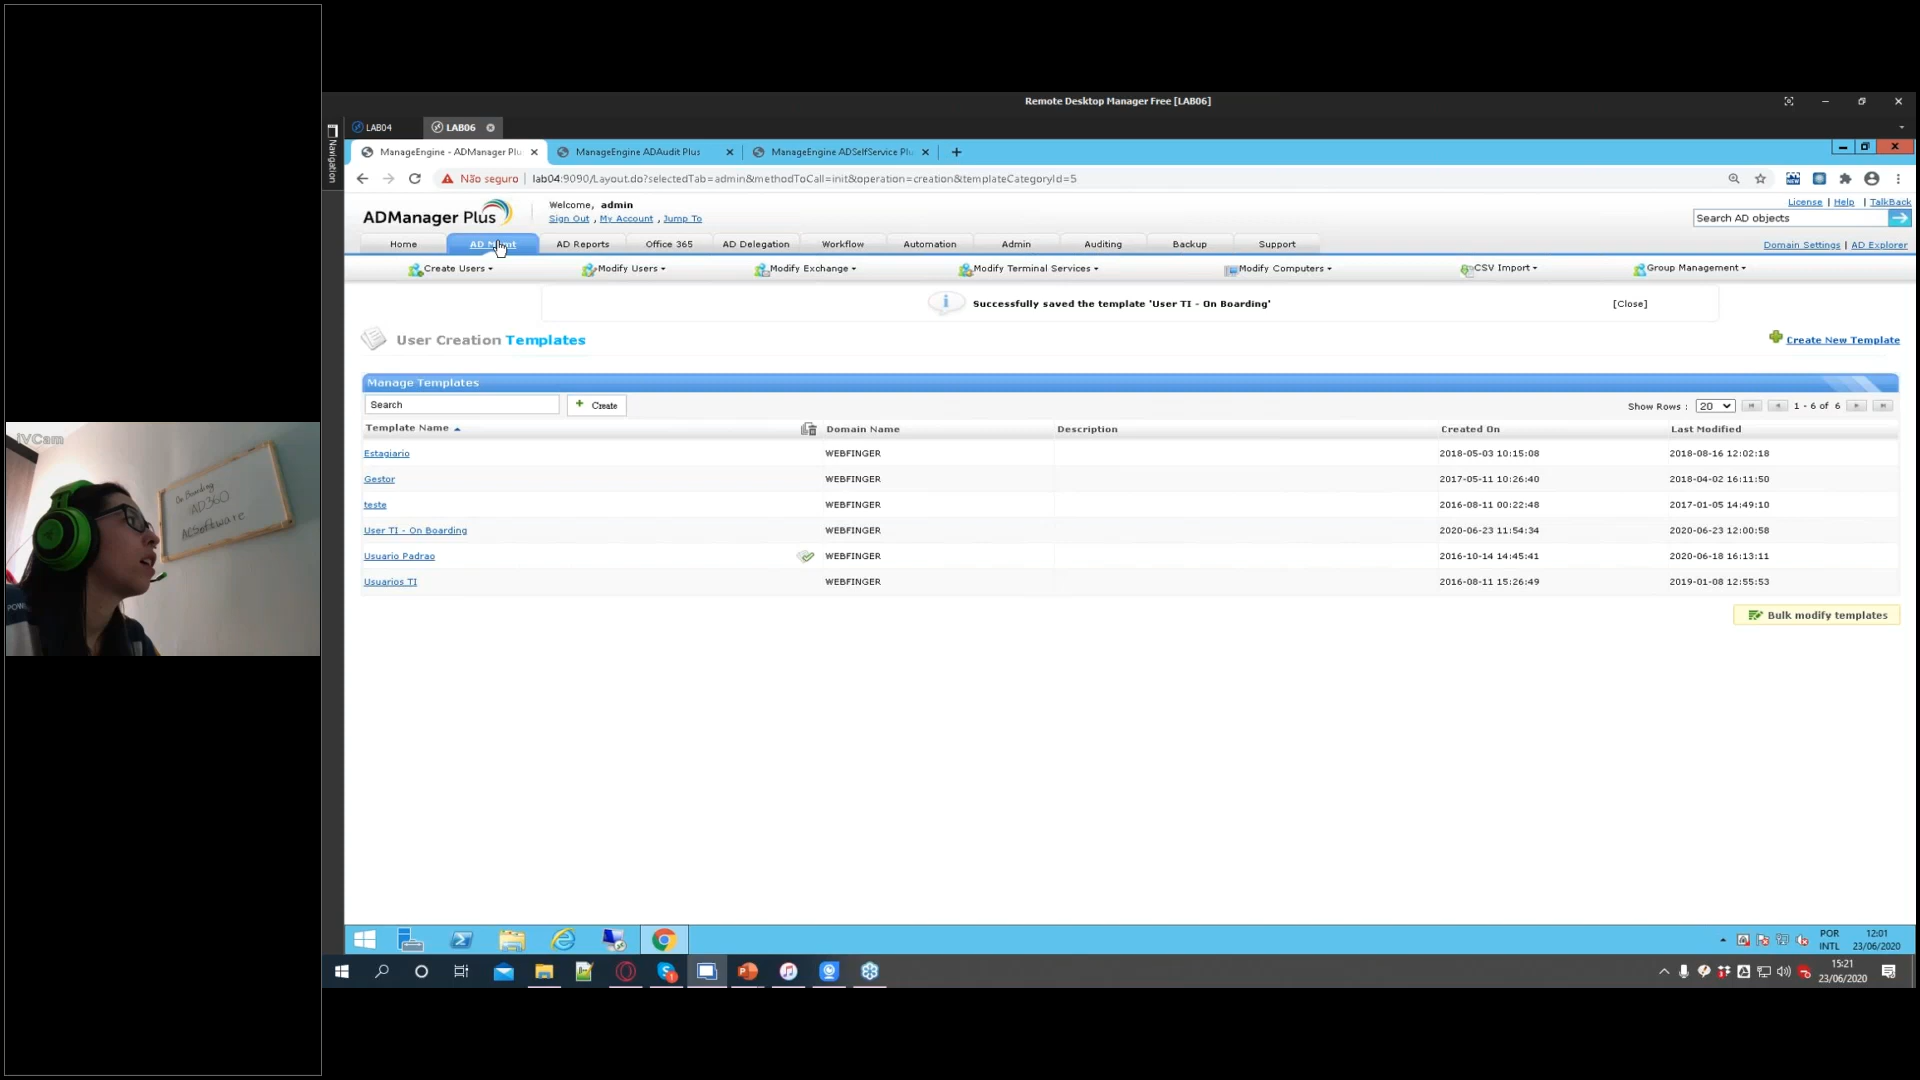 Remote Desktop Manager Free [LAB06]
LAB04
LAB06
Navigation
ManageEngine - ADManager Plu
ManageEngine ADAudit Plus
ManageEngine ADSelfService Plu
Não seguro
lab04:9090/Layout.do?selectedTab=admin&methodToCall=init&operation=creation&templateCategoryId=5
ADManager Plus
Welcome, admin
Sign Out , My Account , Jump To
License | Help | TalkBack
Search AD objects
Home
AD Mgmt
AD Reports
Office 365
AD Delegation
Workflow
Automation
Admin
Auditing
Backup
Support
Domain Settings | AD Explorer
Create Users
Modify Users
Modify Exchange
Modify Terminal Services
Modify Computers
CSV Import
Group Management
Successfully saved the template 'User TI - On Boarding'
[Close]
User Creation Templates
Create New Template
Manage Templates
Search
Create
Show Rows : 20 1 - 6 of 6
Template Name Domain Name Description Created On Last Modified
Estagiario WEBFINGER 2018-05-03 10:15:08 2018-08-16 12:02:18
Gestor WEBFINGER 2017-05-11 10:26:40 2018-04-02 16:11:50
teste WEBFINGER 2016-08-11 00:22:48 2017-01-05 14:49:10
User TI - On Boarding WEBFINGER 2020-06-23 11:54:34 2020-06-23 12:00:58
Usuario Padrao WEBFINGER 2016-10-14 14:45:41 2020-06-18 16:13:11
Usuarios TI WEBFINGER 2016-08-11 15:26:49 2019-01-08 12:55:53
Bulk modify templates
iVCam
On Boarding
AD360
ACSoftware
POR
INTL
12:01
23/06/2020
15:21
23/06/2020